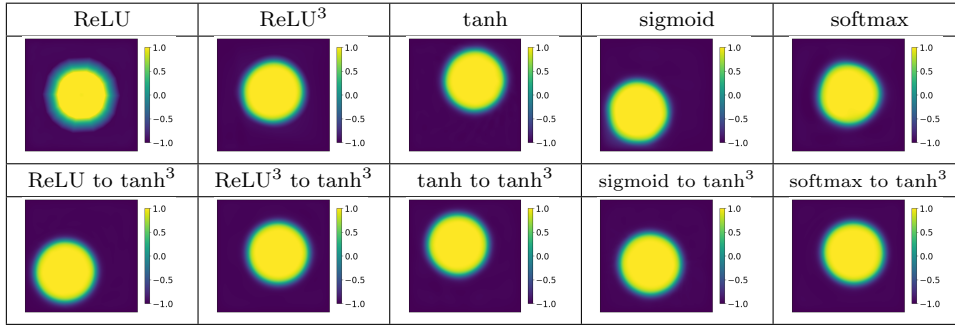 ReLU ReLU³ tanh sigmoid softmax
1.0 1.0 1.0 1.0 1.0
0.5 0.5 0.5 0.5 0.5
0.0 0.0 0.0 0.0 0.0
−0.5 −0.5 −0.5 −0.5 −0.5
−1.0 −1.0 −1.0 −1.0 −1.0
ReLU to tanh³ ReLU³ to tanh³ tanh to tanh³ sigmoid to tanh³ softmax to tanh³
1.0 1.0 1.0 1.0 1.0
0.5 0.5 0.5 0.5 0.5
0.0 0.0 0.0 0.0 0.0
−0.5 −0.5 −0.5 −0.5 −0.5
−1.0 −1.0 −1.0 −1.0 −1.0